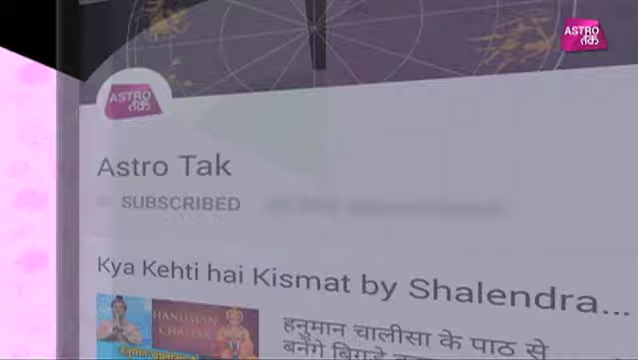 ASTRO
तक
ASTRO
तक
Astro Tak
SUBSCRIBED
Kya Kehti hai Kismat by Shalendra...
HANUMAN
CHALISA
हनुमान चालीसा के पाठ से
बनेंगे बिगड़े